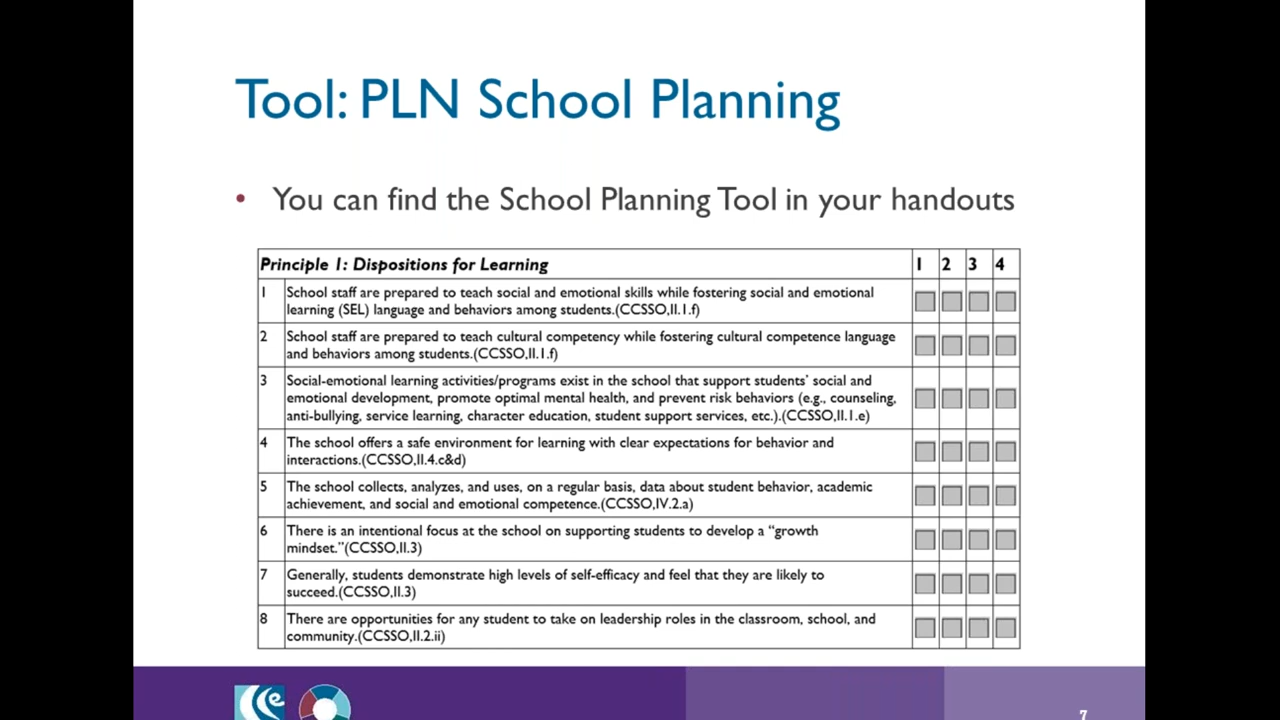 Tool: PLN School Planning
• You can find the School Planning Tool in your handouts
Principle 1: Dispositions for Learning 1 2 3 4
1 School staff are prepared to teach social and emotional skills while fostering social and emotional
learning (SEL) language and behaviors among students.(CCSSO,II.1.f)
2 School staff are prepared to teach cultural competency while fostering cultural competence language
and behaviors among students.(CCSSO,II.1.f)
3 Social-emotional learning activities/programs exist in the school that support students' social and
emotional development, promote optimal mental health, and prevent risk behaviors (e.g., counseling,
anti-bullying, service learning, character education, student support services, etc.).(CCSSO,II.1.e)
4 The school offers a safe environment for learning with clear expectations for behavior and
interactions.(CCSSO,II.4.c&d)
5 The school collects, analyzes, and uses, on a regular basis, data about student behavior, academic
achievement, and social and emotional competence.(CCSSO,IV.2.a)
6 There is an intentional focus at the school on supporting students to develop a “growth
mindset.”(CCSSO,II.3)
7 Generally, students demonstrate high levels of self-efficacy and feel that they are likely to
succeed.(CCSSO,II.3)
8 There are opportunities for any student to take on leadership roles in the classroom, school, and
community.(CCSSO,II.2.ii)
7